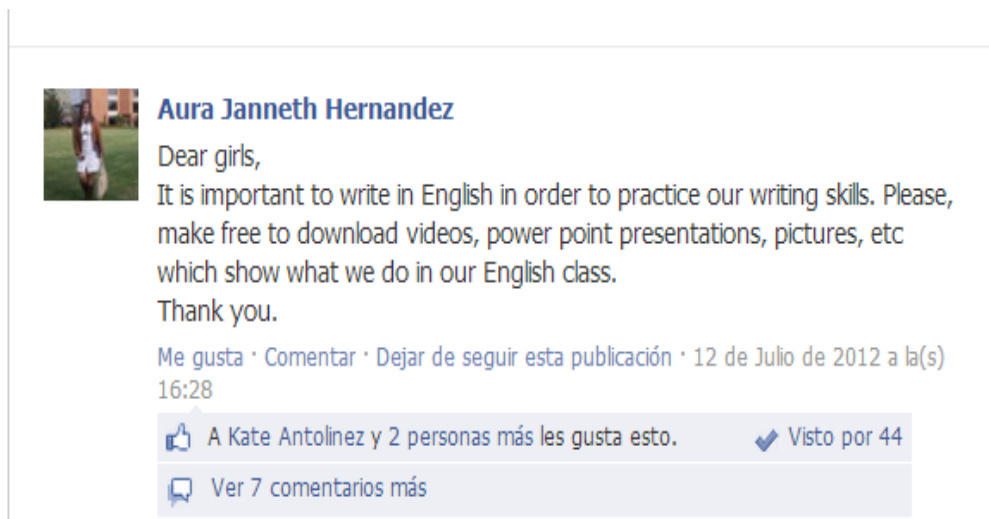 Aura Janneth Hernandez
Dear girls,
It is important to write in English in order to practice our writing skills. Please,
make free to download videos, power point presentations, pictures, etc
which show what we do in our English class.
Thank you.
Me gusta · Comentar · Dejar de seguir esta publicación · 12 de Julio de 2012 a la(s)
16:28
A Kate Antolinez y 2 personas más les gusta esto. Visto por 44
Ver 7 comentarios más